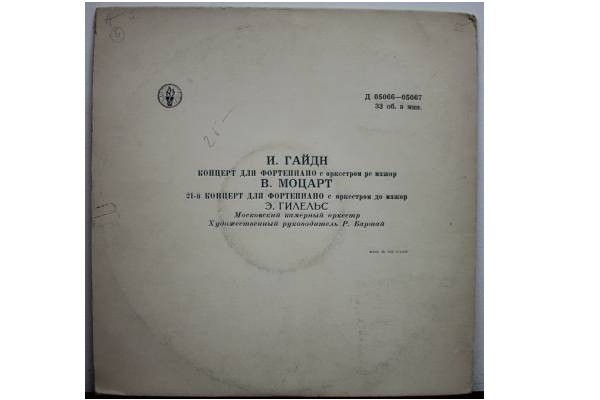 Д 05066—05067
33 об. в мин.
И. ГАЙДН
КОНЦЕРТ ДЛЯ ФОРТЕПИАНО с оркестром ре мажор
В. МОЦАРТ
21-й КОНЦЕРТ ДЛЯ ФОРТЕПИАНО с оркестром до мажор
Э. ГИЛЕЛЬС
Московский камерный оркестр
Художественный руководитель Р. Баршай